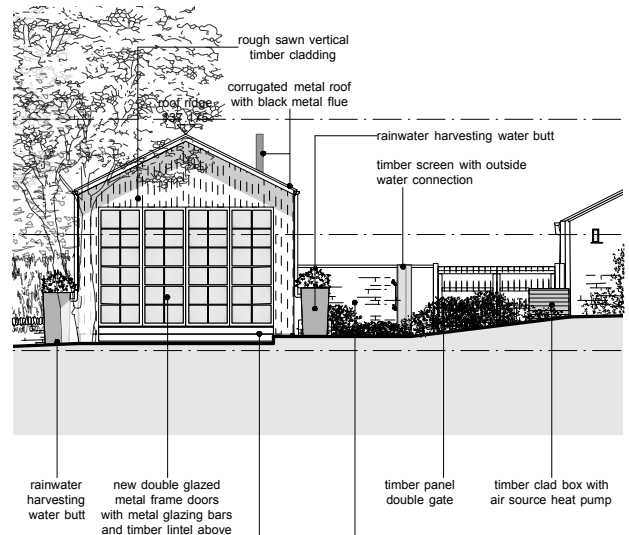 rough sawn vertical
timber cladding
corrugated metal roof
with black metal flue
roof ridge
137.175
rainwater harvesting water butt
timber screen with outside
water connection
rainwater
harvesting
water butt
new double glazed
metal frame doors
with metal glazing bars
and timber lintel above
timber panel
double gate
timber clad box with
air source heat pump